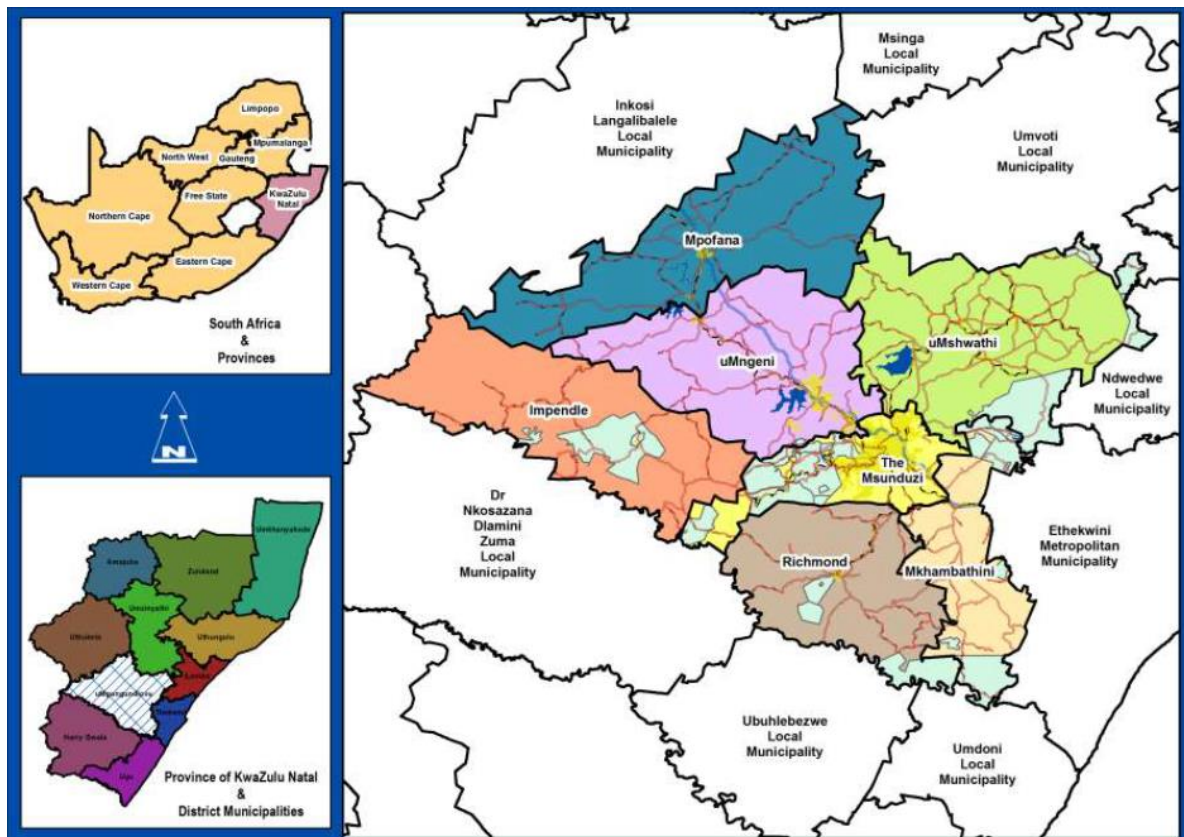 Limpopo
Mpumalanga
North West
Gauteng
KwaZulu
Natal
Free State
Northern Cape
Eastern Cape
Western Cape
South Africa
&
Provinces
N
Umkhanyakude
Amajuba
Zululand
Umzinyathi
Uthukela
Uthungulu
uMgungundlovu
Harry Gwala
Ugu
Province of KwaZulu Natal
&
District Municipalities
Msinga
Local
Municipality
Inkosi
Langalibalele
Local
Municipality
Umvoti
Local
Municipality
Mpofana
uMngeni
uMshwathi
Ndwedwe
Local
Municipality
Impendle
The
Msunduzi
Dr
Nkosazana
Dlamini
Zuma
Local
Municipality
Ethekwini
Metropolitan
Municipality
Richmond
Mkhambathini
Ubuhlebezwe
Local
Municipality
Umdoni
Local
Municipality